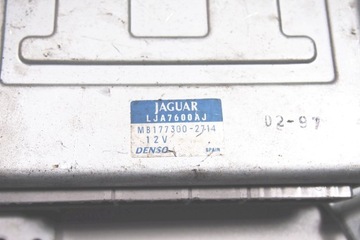 JAGUAR
LJA7600AJ
MB177300-2714
12V
DENSO SPAIN
02-97